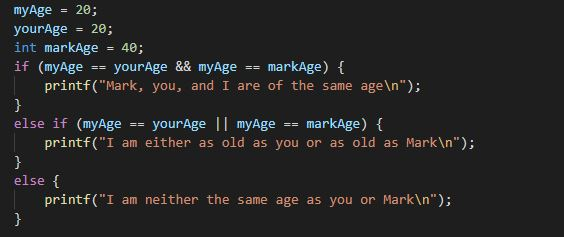 myAge = 20;
yourAge = 20;
int markAge = 40;
if (myAge == yourAge && myAge == markAge) {
    printf("Mark, you, and I are of the same age\n");
}
else if (myAge == yourAge || myAge == markAge) {
    printf("I am either as old as you or as old as Mark\n");
}
else {
    printf("I am neither the same age as you or Mark\n");
}